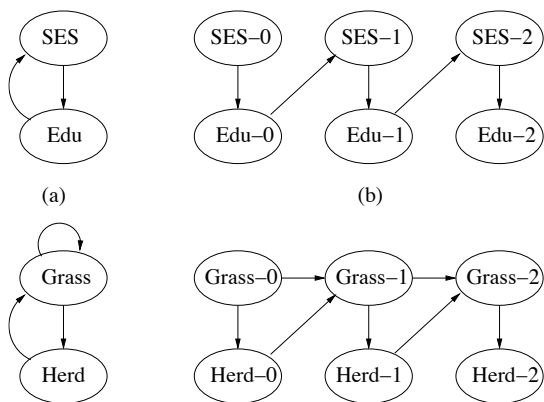 SES SES–0 SES–1 SES–2
Edu Edu–0 Edu–1 Edu–2
(a) (b)
Grass Grass–0 Grass–1 Grass–2
Herd Herd–0 Herd–1 Herd–2